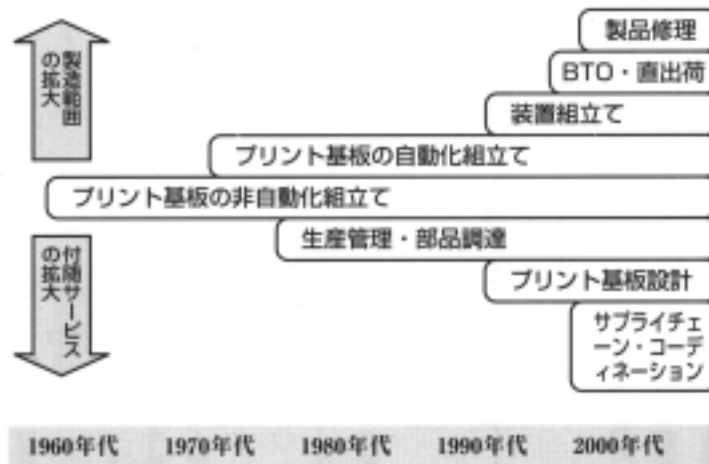 製品修理
BTO・直出荷
装置組立て
プリント基板の自動化組立て
プリント基板の非自動化組立て
生産管理・部品調達
プリント基板設計
サプライチェ
ーン・コーデ
ィネーション
製造範囲
の拡大
付随サービス
の拡大
1960年代 1970年代 1980年代 1990年代 2000年代